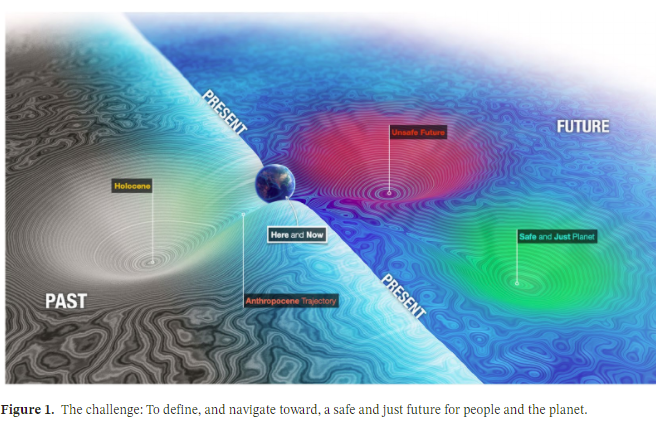 PRESENT
FUTURE
Unsafe Future
Holocene
Here and Now
Safe and Just Planet
PAST
Anthropocene Trajectory
PRESENT
Figure 1. The challenge: To define, and navigate toward, a safe and just future for people and the planet.